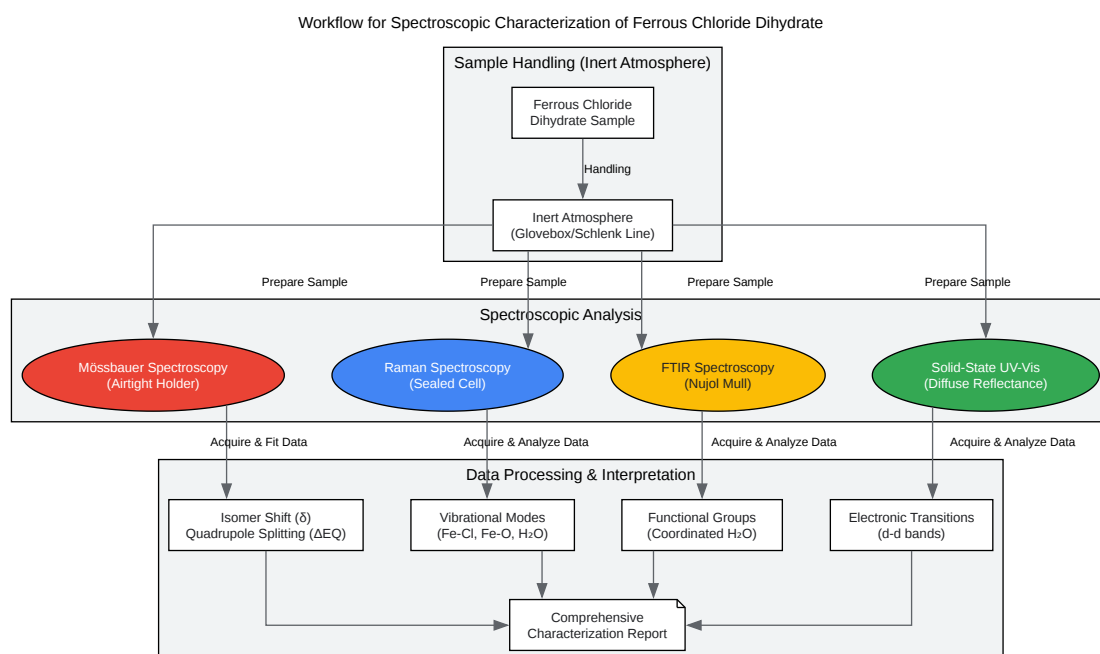 Workflow for Spectroscopic Characterization of Ferrous Chloride Dihydrate
Sample Handling (Inert Atmosphere)
Ferrous Chloride
Dihydrate Sample
Handling
Inert Atmosphere
(Glovebox/Schlenk Line)
Prepare Sample
Prepare Sample
Prepare Sample
Prepare Sample
Spectroscopic Analysis
Mössbauer Spectroscopy
(Airtight Holder)
Raman Spectroscopy
(Sealed Cell)
FTIR Spectroscopy
(Nujol Mull)
Solid-State UV-Vis
(Diffuse Reflectance)
Acquire & Fit Data
Acquire & Analyze Data
Acquire & Analyze Data
Acquire & Analyze Data
Data Processing & Interpretation
Isomer Shift (δ)
Quadrupole Splitting (ΔEQ)
Vibrational Modes
(Fe-Cl, Fe-O, H₂O)
Functional Groups
(Coordinated H₂O)
Electronic Transitions
(d-d bands)
Comprehensive
Characterization Report